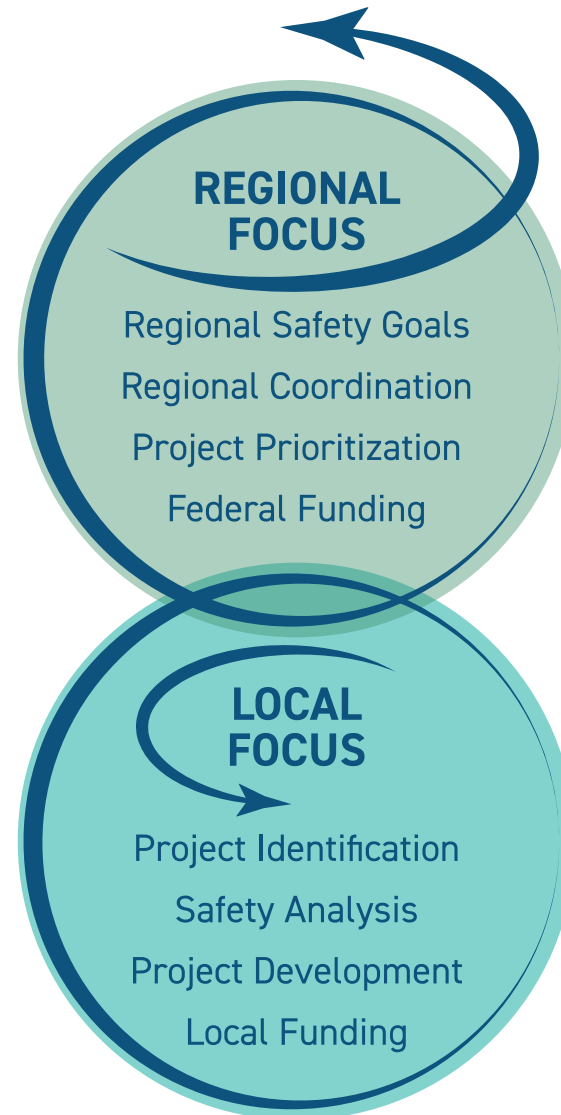 REGIONAL
FOCUS
Regional Safety Goals
Regional Coordination
Project Prioritization
Federal Funding
LOCAL
FOCUS
Project Identification
Safety Analysis
Project Development
Local Funding